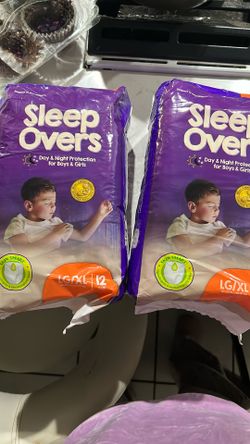 Sleep
Overs
Day & Night Protection
for Boys & Girls
LG/XL 12
Sleep
Overs
Day & Night Protection
for Boys & Girls
LG/XL